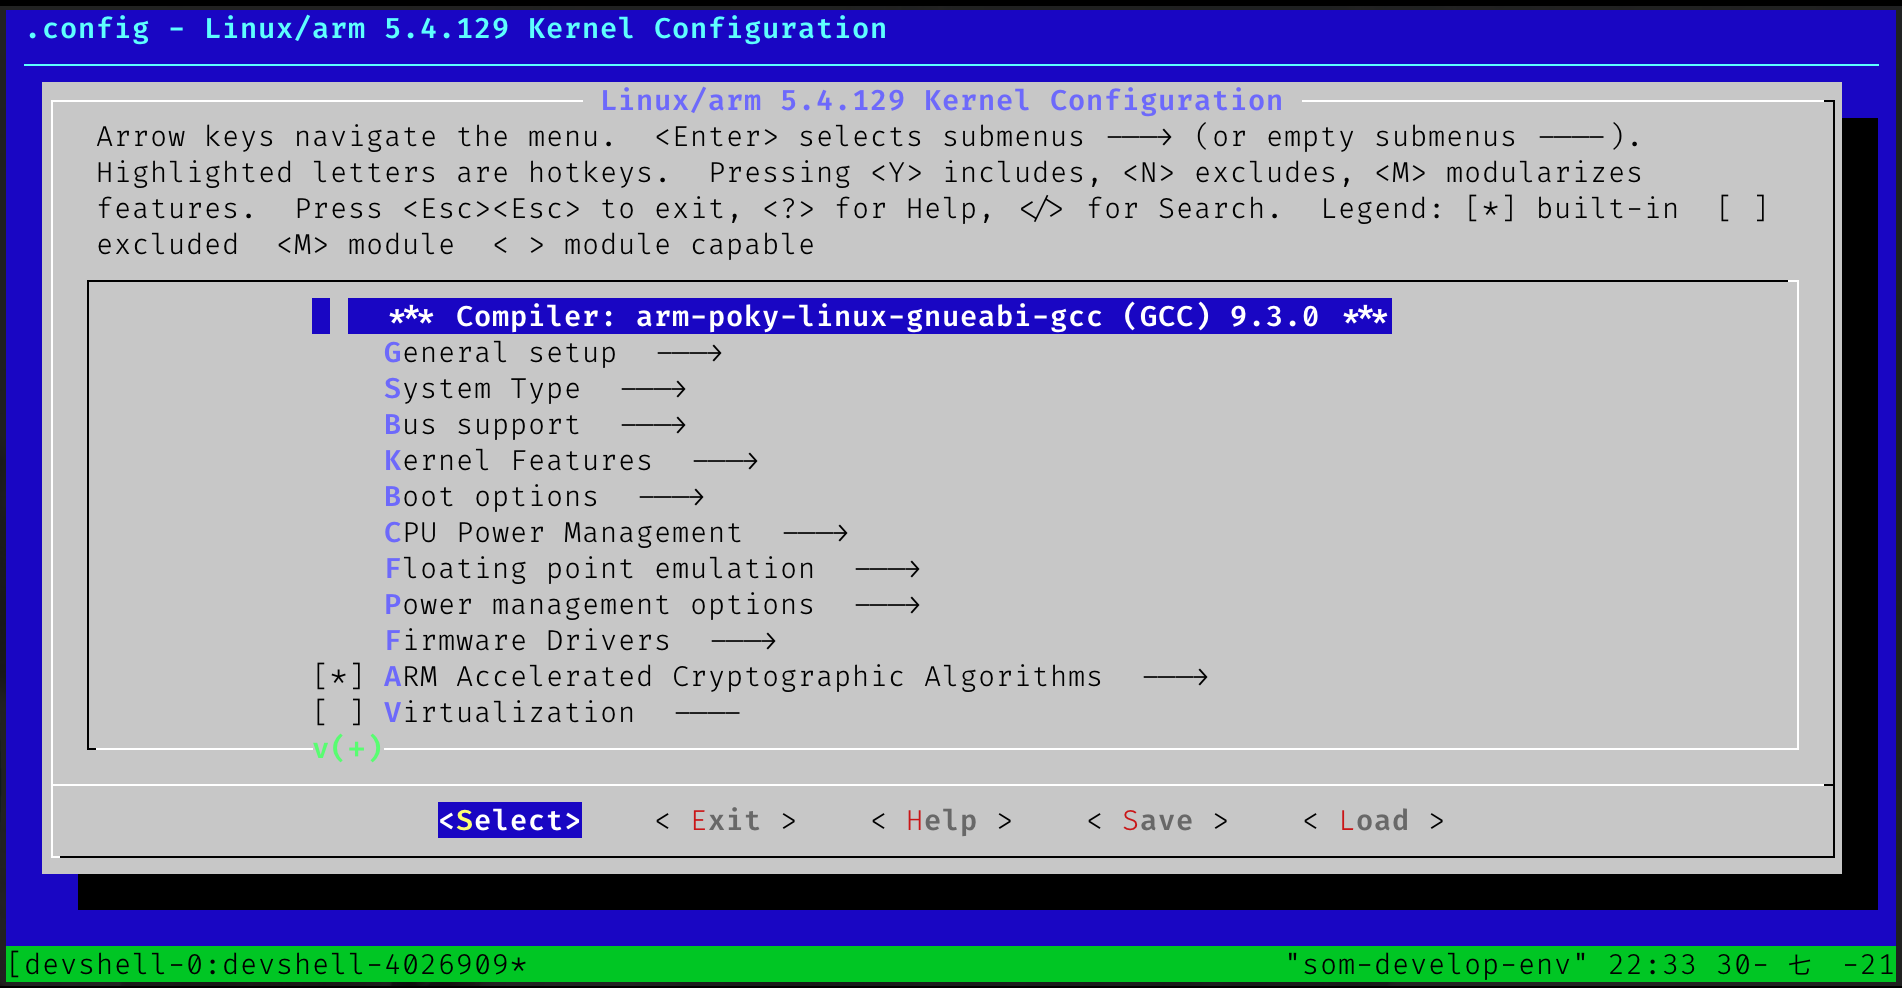 .config - Linux/arm 5.4.129 Kernel Configuration
Linux/arm 5.4.129 Kernel Configuration
Arrow keys navigate the menu.  <Enter> selects submenus ---> (or empty submenus ----).
Highlighted letters are hotkeys.  Pressing <Y> includes, <N> excludes, <M> modularizes
features.  Press <Esc><Esc> to exit, <?> for Help, </> for Search.  Legend: [*] built-in  [ ]
excluded  <M> module  < > module capable
*** Compiler: arm-poky-linux-gnueabi-gcc (GCC) 9.3.0 ***
General setup  --->
System Type  --->
Bus support  --->
Kernel Features  --->
Boot options  --->
CPU Power Management  --->
Floating point emulation  --->
Power management options  --->
Firmware Drivers  --->
[*] ARM Accelerated Cryptographic Algorithms  --->
[ ] Virtualization  ----
v(+)
<Select>    < Exit >    < Help >    < Save >    < Load >
[devshell-0:devshell-4026909*    "som-develop-env" 22:33 30- 七 -21